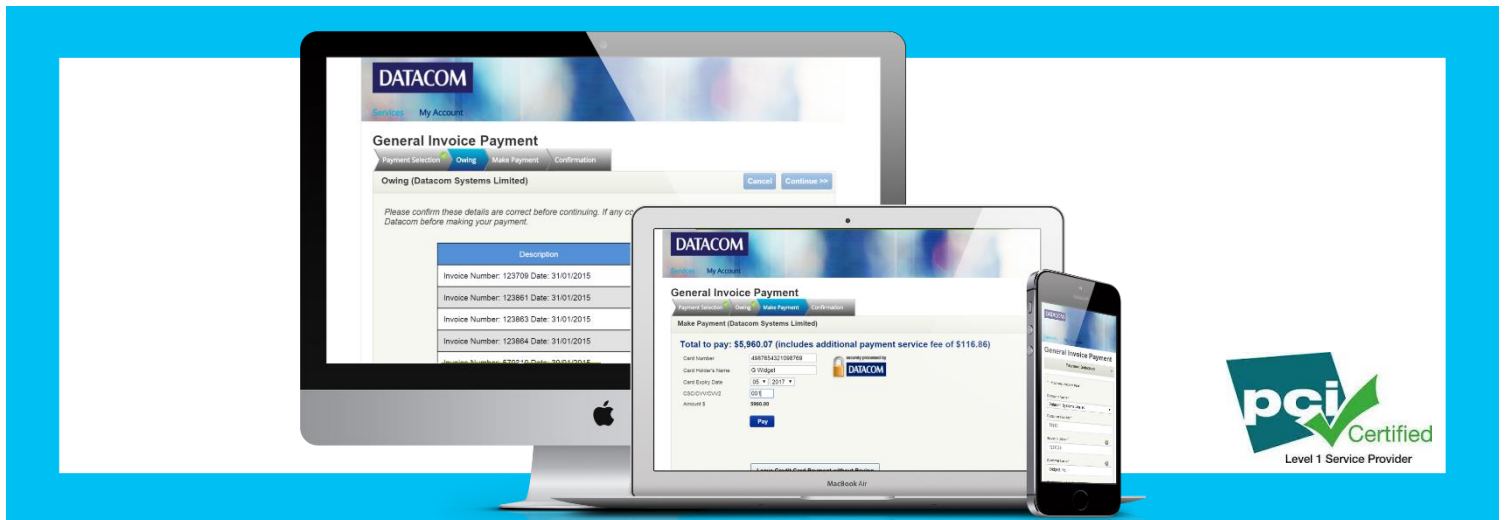 DATACOM
Services My Account
General Invoice Payment
Payment Selection Owing Make Payment Confirmation
Owing (Datacom Systems Limited) Cancel Continue >>
Please confirm these details are correct before continuing. If any co
Datacom before making your payment.
Description
Invoice Number: 123709 Date: 31/01/2015
Invoice Number: 123861 Date: 31/01/2015
Invoice Number: 123863 Date: 31/01/2015
Invoice Number: 123864 Date: 31/01/2015
DATACOM
Services My Account
General Invoice Payment
Payment Selection Owing Make Payment Confirmation
Make Payment (Datacom Systems Limited)
Total to pay: $5,960.07 (includes additional payment service fee of $116.86)
Card Number 4987654321098769
securely processed by
DATACOM
Card Holder's Name G Widget
Card Expiry Date 05 2017
CSC/CVV/CVV2 001
Amount $
Pay
MacBook Air
DATACOM
General Invoice Payment
Payment Selection
pci
Certified
Level 1 Service Provider